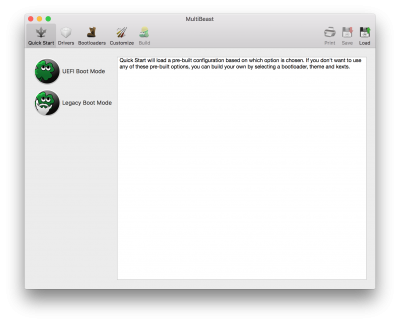 MultiBeast
Quick Start Drivers Bootloaders Customize Build Print Save Load
UEFI Boot Mode
Legacy Boot Mode
Quick Start will load a pre-built configuration based on which option is chosen. If you don't want to use
any of these pre-built options, you can build your own by selecting a bootloader, theme and kexts.